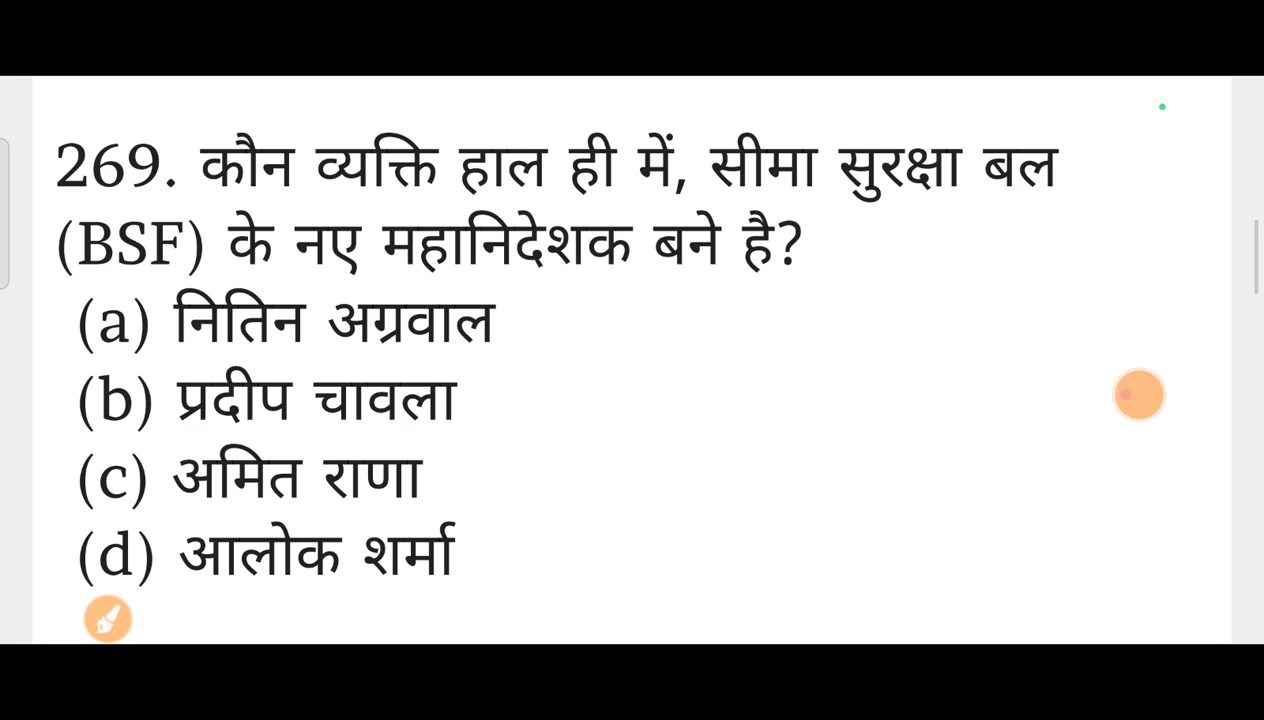 269. कौन व्यक्ति हाल ही में, सीमा सुरक्षा बल
(BSF) के नए महानिदेशक बने है?
(a) नितिन अग्रवाल
(b) प्रदीप चावला
(c) अमित राणा
(d) आलोक शर्मा